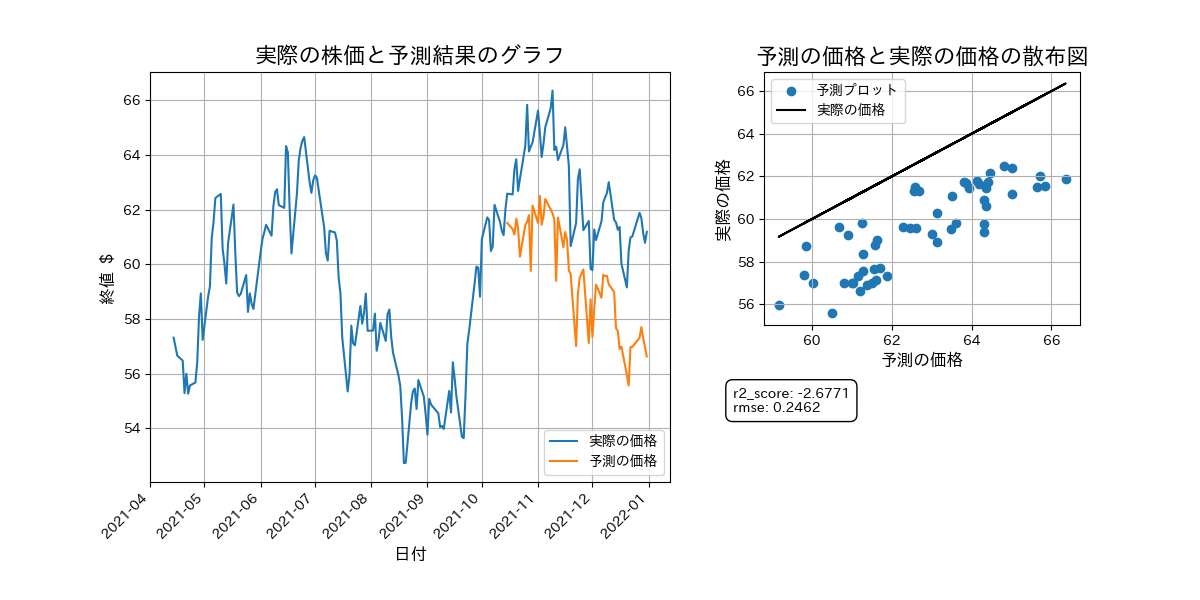 実際の株価と予測結果のグラフ
66
64
62
60
58
56
54
終値 $
実際の価格
予測の価格
2021-04
2021-05
2021-06
2021-07
2021-08
2021-09
2021-10
2021-11
2021-12
2022-01
日付
予測の価格と実際の価格の散布図
予測プロット
実際の価格
66
64
62
60
58
56
実際の価格
60
62
64
66
予測の価格
r2_score: -2.6771
rmse: 0.2462